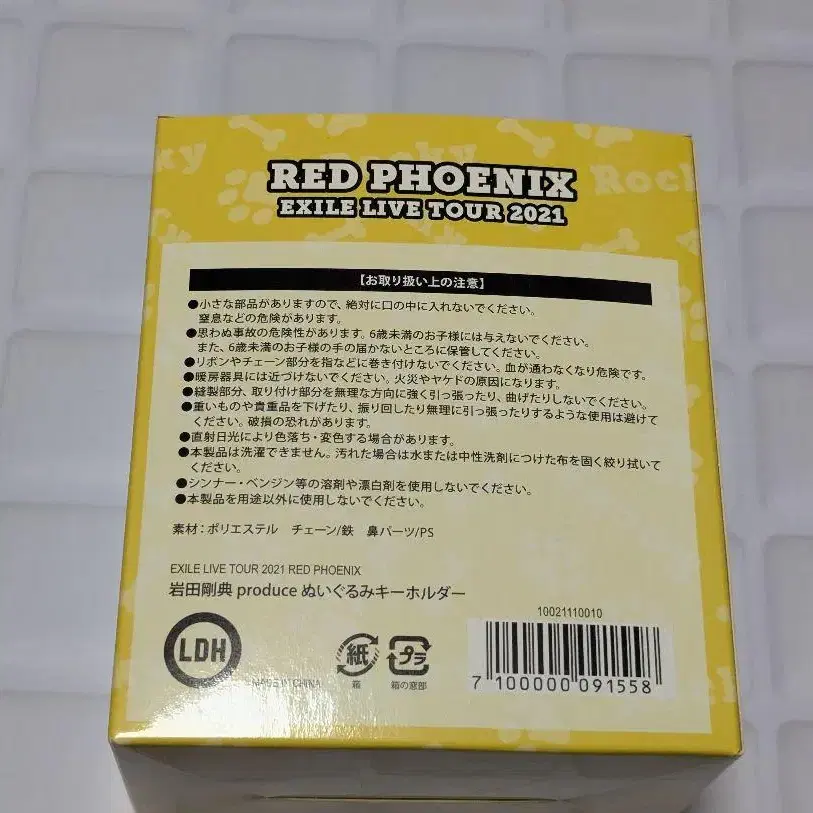 RED PHOENIX
EXILE LIVE TOUR 2021
Rocky
【お取り扱い上の注意】
●小さな部品がありますので、絶対に口の中に入れないでください。
窒息などの危険があります。
●思わぬ事故の危険性があります。6歳未満のお子様には与えないでください。
また、6歳未満のお子様の手の届かないところに保管してください。
●リボンやチェーン部分を指などに巻き付けないでください。血が通わなくなり危険です。
●暖房器具には近づけないでください。火災ややケドの原因になります。
●縫製部分、取り付け部分を無理な方向に強く引っ張ったり、曲げたりしないでください。
●重いものや貴重品を下げたり、振り回したり無理に引っ張ったりするような使用は避けて
ください。破損の恐れがあります。
●直射日光により色落ち・変色する場合があります。
●本製品は洗濯できません。汚れた場合は水または中性洗剤につけた布を固く絞り拭いて
ください。
●シンナー・ベンジン等の溶剤や漂白剤を使用しないでください。
●本製品を用途以外に使用しないでください。
素材:ポリエステル チェーン/鉄 鼻パーツ/PS
EXILE LIVE TOUR 2021 RED PHOENIX
岩田剛典 produce ぬいぐるみキーホルダー
10021110010
LDH
紙
プラ
MADE IN CHINA
箱
箱の窓部
7 100000 091558